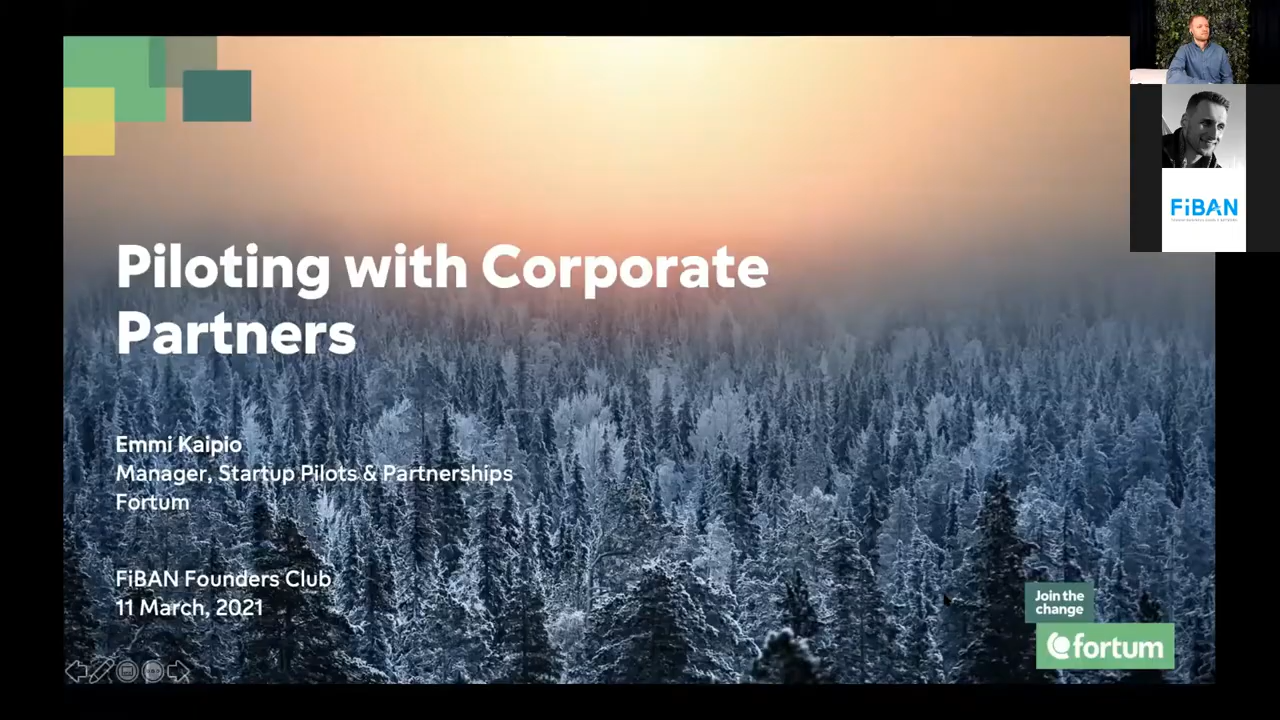 Piloting with Corporate
Partners
Emmi Kaipio
Manager, Startup Pilots & Partnerships
Fortum
FiBAN Founders Club
11 March, 2021
Join the
change
fortum
FiBAN